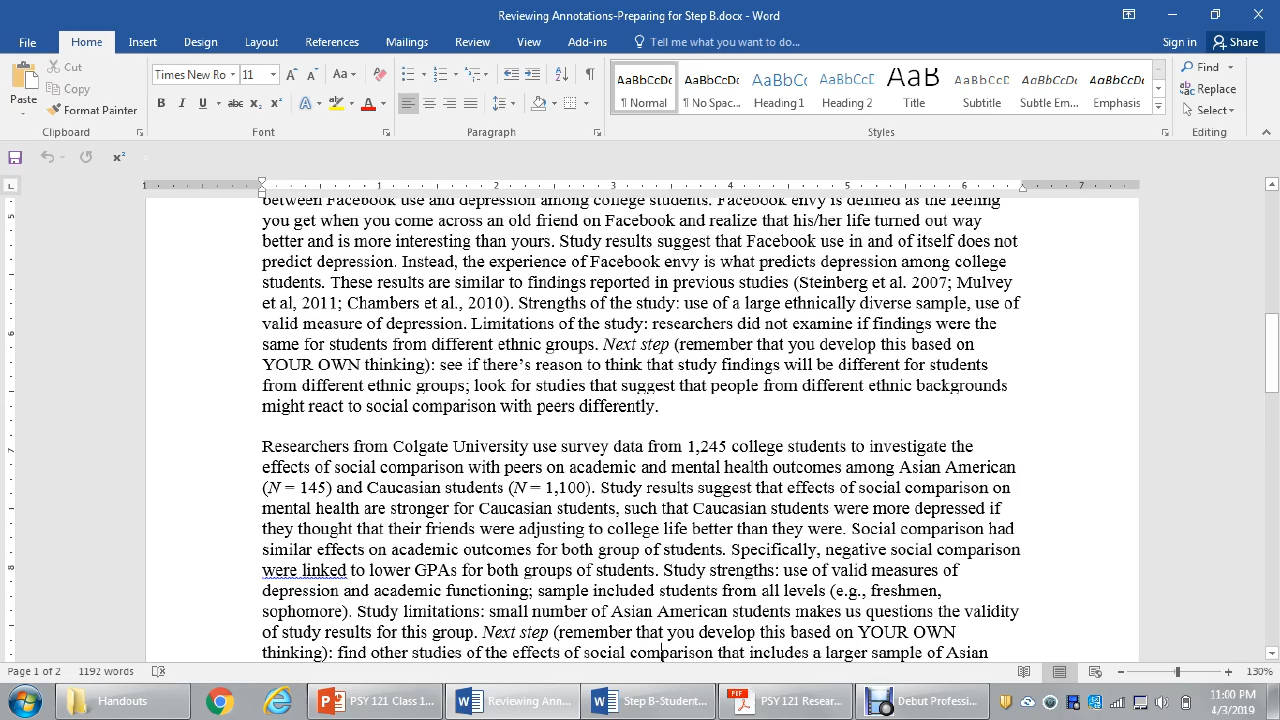 Reviewing Annotations-Preparing for Step B.docx - Word
File Home Insert Design Layout References Mailings Review View Add-ins Tell me what you want to do... Sign in Share
Paste
Cut
Copy
Format Painter
Clipboard
Times New Ro 11
Font
Paragraph
AaBbCcDc AaBbCcDc AaBbCc AaBbCcC AaB AaBbCcD AaBbCcDc AaBbCcDc
¶ Normal ¶ No Spac... Heading 1 Heading 2 Title Subtitle Subtle Em... Emphasis
Styles
Find
Replace
Select
Editing
between Facebook use and depression among college students. Facebook envy is defined as the feeling
you get when you come across an old friend on Facebook and realize that his/her life turned out way
better and is more interesting than yours. Study results suggest that Facebook use in and of itself does not
predict depression. Instead, the experience of Facebook envy is what predicts depression among college
students. These results are similar to findings reported in previous studies (Steinberg et al. 2007; Mulvey
et al, 2011; Chambers et al., 2010). Strengths of the study: use of a large ethnically diverse sample, use of
valid measure of depression. Limitations of the study: researchers did not examine if findings were the
same for students from different ethnic groups. Next step (remember that you develop this based on
YOUR OWN thinking): see if there's reason to think that study findings will be different for students
from different ethnic groups; look for studies that suggest that people from different ethnic backgrounds
might react to social comparison with peers differently.
Researchers from Colgate University use survey data from 1,245 college students to investigate the
effects of social comparison with peers on academic and mental health outcomes among Asian American
(N = 145) and Caucasian students (N = 1,100). Study results suggest that effects of social comparison on
mental health are stronger for Caucasian students, such that Caucasian students were more depressed if
they thought that their friends were adjusting to college life better than they were. Social comparison had
similar effects on academic outcomes for both group of students. Specifically, negative social comparison
were linked to lower GPAs for both groups of students. Study strengths: use of valid measures of
depression and academic functioning; sample included students from all levels (e.g., freshmen,
sophomore). Study limitations: small number of Asian American students makes us questions the validity
of study results for this group. Next step (remember that you develop this based on YOUR OWN
thinking): find other studies of the effects of social comparison that includes a larger sample of Asian
Page 1 of 2 1192 words 130%
Handouts PSY 121 Class 1... Reviewing Ann... Step B-Student... PSY 121 Resear... Debut Professi...
11:00 PM
4/3/2019